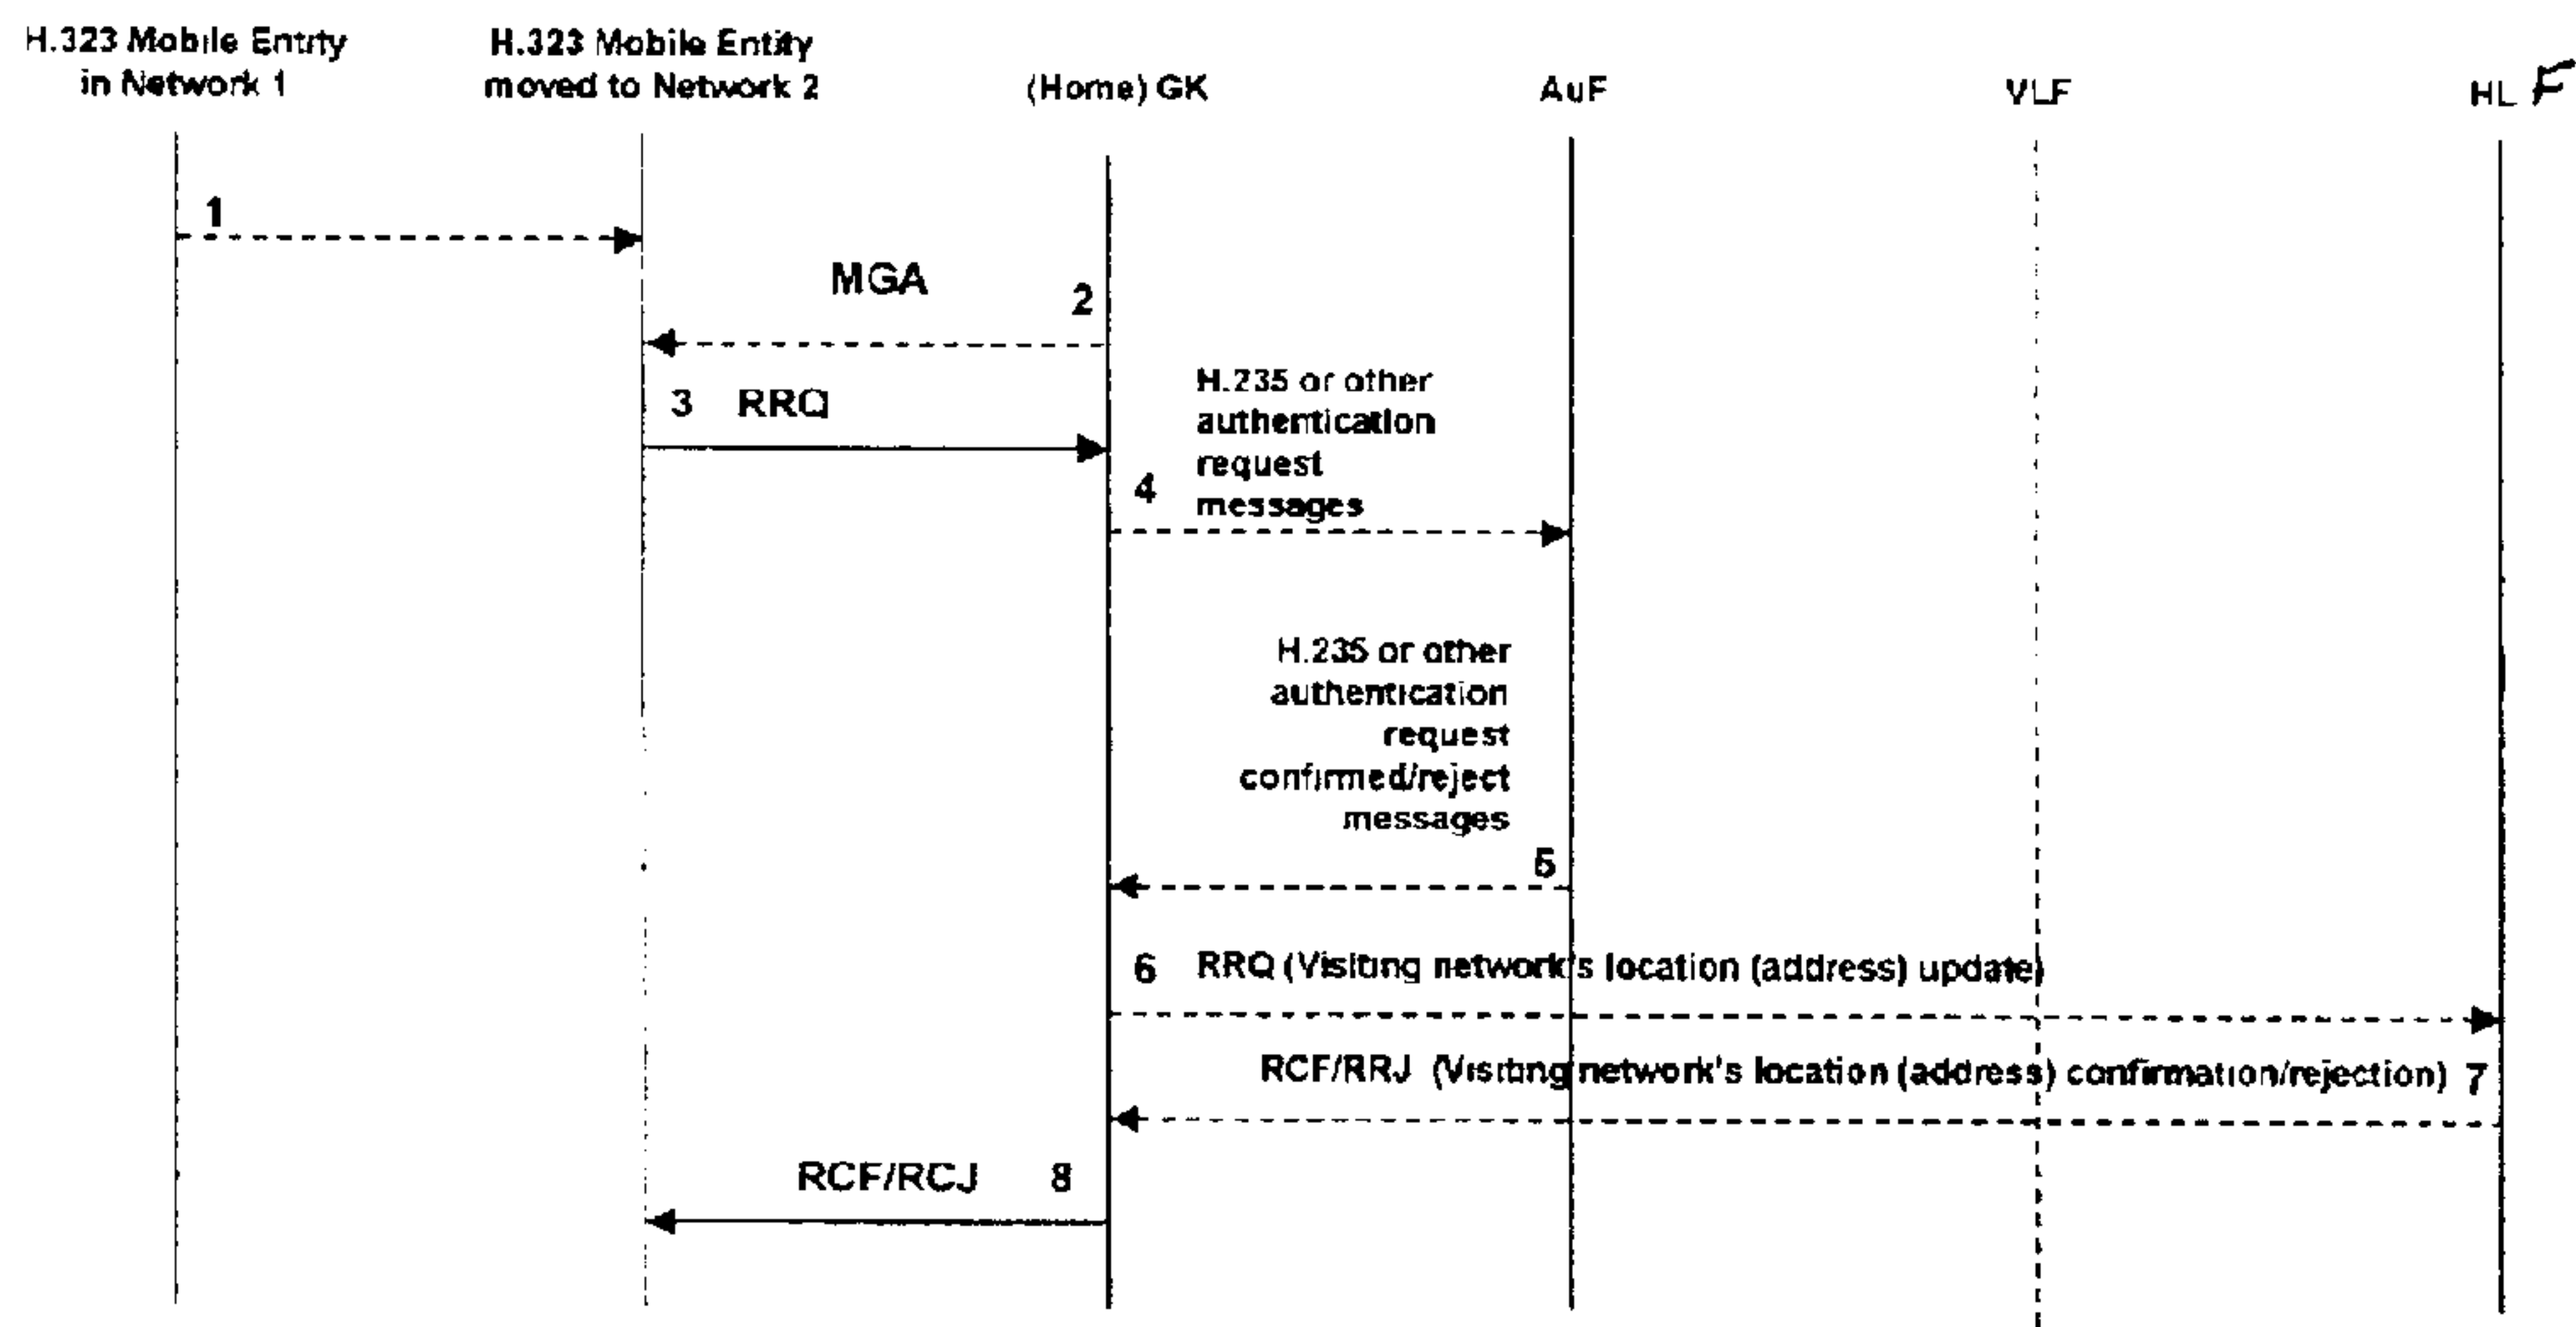 H.323 Mobile Entity
in Network 1
H.323 Mobile Entity
moved to Network 2
(Home) GK
AuF
VLF
HLF
1
MGA
2
3 RRQ
H.235 or other
authentication
request
messages
4
H.235 or other
authentication
request
confirmed/reject
messages
5
6 RRQ (Visiting network's location (address) update)
RCF/RRJ (Visiting network's location (address) confirmation/rejection) 7
RCF/RCJ 8